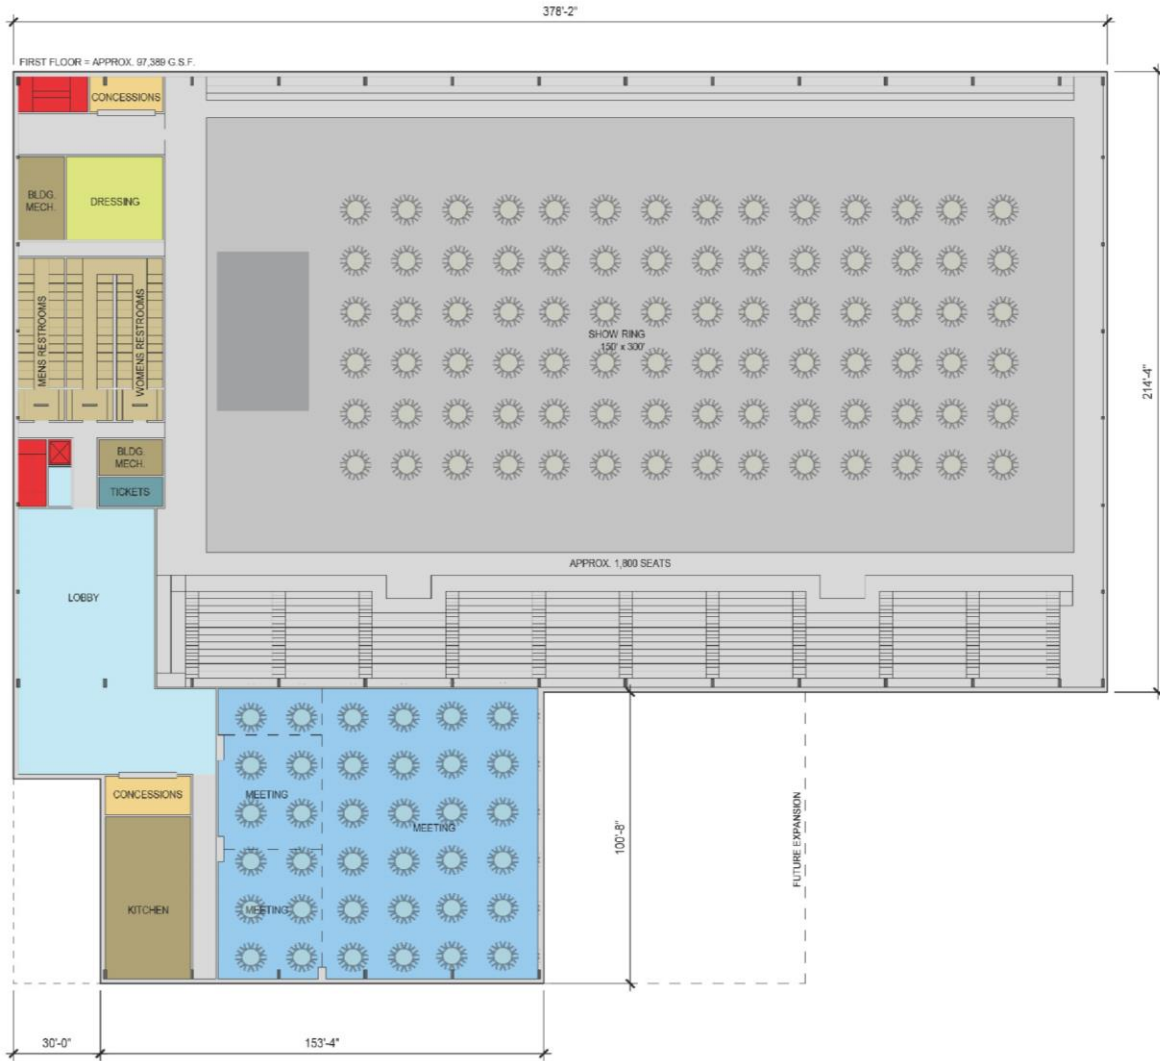 378'-2"
FIRST FLOOR = APPROX. 97,389 G.S.F.
CONCESSIONS
BLDG.
MECH.
DRESSING
SHOW RING
150' x 300'
MENS RESTROOMS
WOMENS RESTROOMS
214'-4"
BLDG.
MECH.
TICKETS
APPROX. 1,800 SEATS
LOBBY
CONCESSIONS
MEETING
MEETING
100'-8"
FUTURE EXPANSION
KITCHEN
MEETING
30'-0"
153'-4"